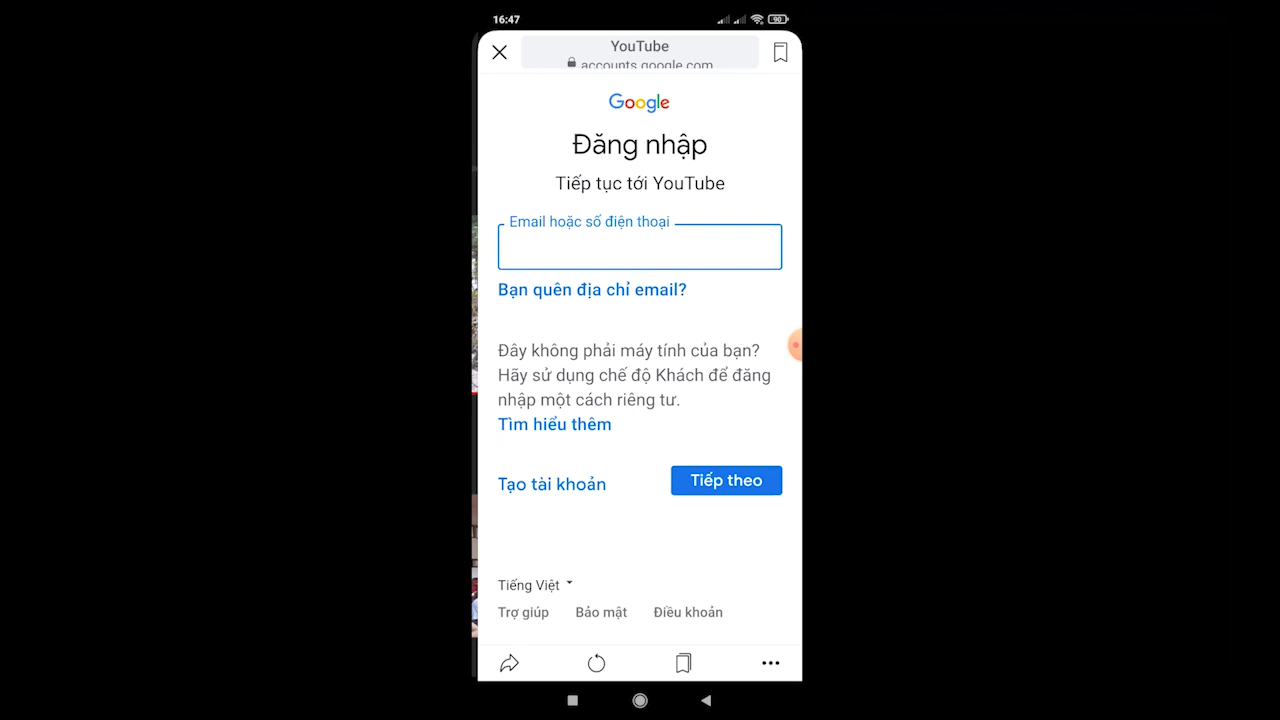 16:47
90
YouTube
accounts.google.com
Google
Đăng nhập
Tiếp tục tới YouTube
Email hoặc số điện thoại
Bạn quên địa chỉ email?
Đây không phải máy tính của bạn?
Hãy sử dụng chế độ Khách để đăng
nhập một cách riêng tư.
Tìm hiểu thêm
Tạo tài khoản
Tiếp theo
Tiếng Việt
Trợ giúp
Bảo mật
Điều khoản